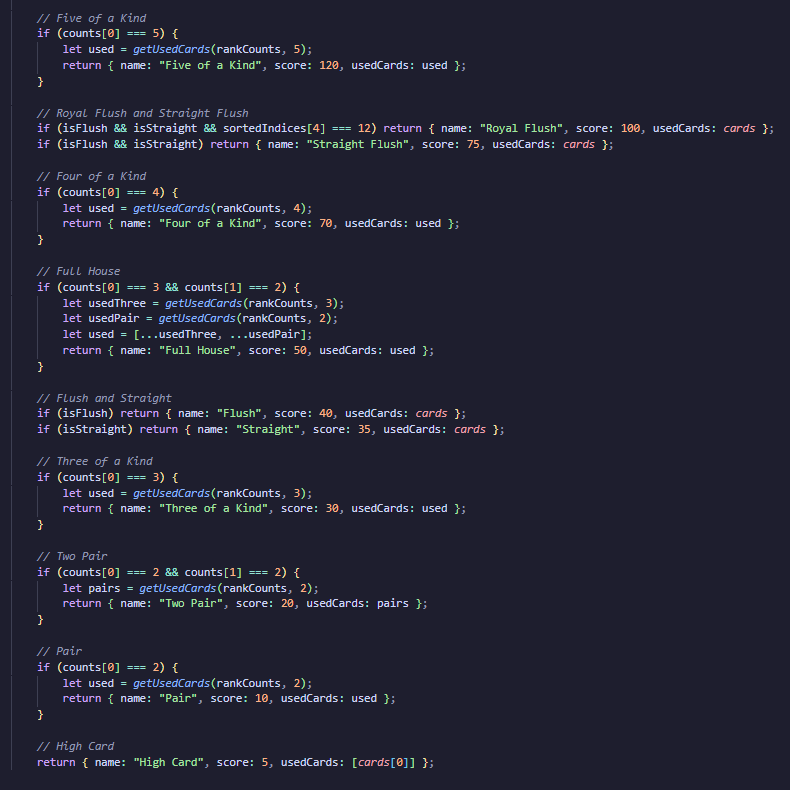 // Five of a Kind
if (counts[0] === 5) {
    let used = getUsedCards(rankCounts, 5);
    return { name: "Five of a Kind", score: 120, usedCards: used };
}

// Royal Flush and Straight Flush
if (isFlush && isStraight && sortedIndices[4] === 12) return { name: "Royal Flush", score: 100, usedCards: cards };
if (isFlush && isStraight) return { name: "Straight Flush", score: 75, usedCards: cards };

// Four of a Kind
if (counts[0] === 4) {
    let used = getUsedCards(rankCounts, 4);
    return { name: "Four of a Kind", score: 70, usedCards: used };
}

// Full House
if (counts[0] === 3 && counts[1] === 2) {
    let usedThree = getUsedCards(rankCounts, 3);
    let usedPair = getUsedCards(rankCounts, 2);
    let used = [...usedThree, ...usedPair];
    return { name: "Full House", score: 50, usedCards: used };
}

// Flush and Straight
if (isFlush) return { name: "Flush", score: 40, usedCards: cards };
if (isStraight) return { name: "Straight", score: 35, usedCards: cards };

// Three of a Kind
if (counts[0] === 3) {
    let used = getUsedCards(rankCounts, 3);
    return { name: "Three of a Kind", score: 30, usedCards: used };
}

// Two Pair
if (counts[0] === 2 && counts[1] === 2) {
    let pairs = getUsedCards(rankCounts, 2);
    return { name: "Two Pair", score: 20, usedCards: pairs };
}

// Pair
if (counts[0] === 2) {
    let used = getUsedCards(rankCounts, 2);
    return { name: "Pair", score: 10, usedCards: used };
}

// High Card
return { name: "High Card", score: 5, usedCards: [cards[0]] };